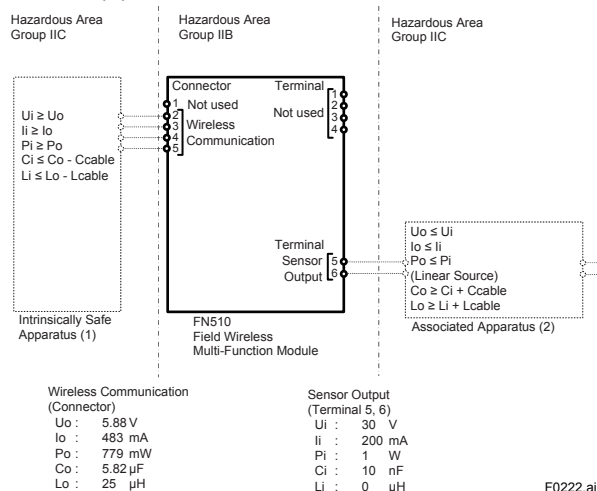 Hazardous Area
Group IIC
Hazardous Area
Group IIB
Hazardous Area
Group IIC
Ui ≥ Uo
Ii ≥ Io
Pi ≥ Po
Ci ≤ Co - Ccable
Li ≤ Lo - Lcable
Intrinsically Safe
Apparatus (1)
Connector
1 Not used
2
3 Wireless
4 Communication
5
Terminal
1
2
Not used 3
4
Terminal
Sensor 5
Output 6
FN510
Field Wireless
Multi-Function Module
Uo ≤ Ui
Io ≤ Ii
Po ≤ Pi
(Linear Source)
Co ≥ Ci + Ccable
Lo ≥ Li + Lcable
Associated Apparatus (2)
Wireless Communication
(Connector)
Uo : 5.88 V
Io : 483 mA
Po : 779 mW
Co : 5.82 µF
Lo : 25 µH
Sensor Output
(Terminal 5, 6)
Ui : 30 V
Ii : 200 mA
Pi : 1 W
Ci : 10 nF
Li : 0 µH
F0222.ai